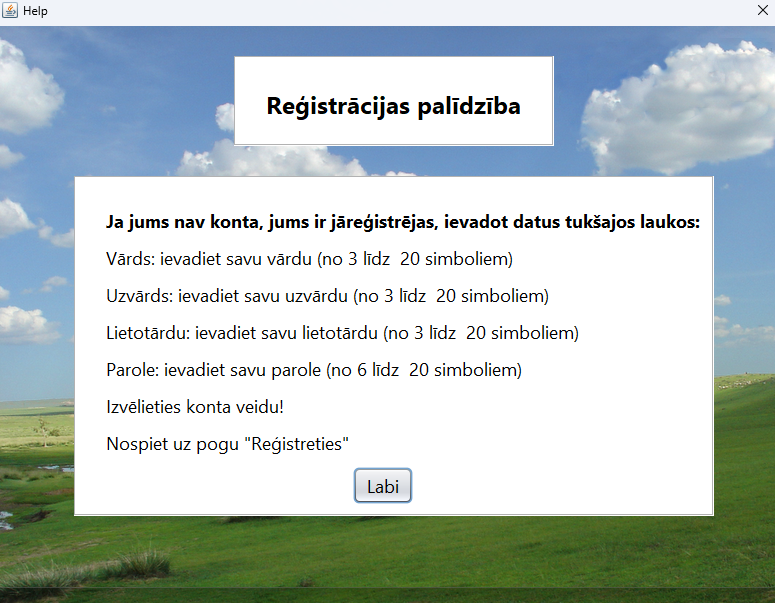 Help
Reģistrācijas palīdzība
Ja jums nav konta, jums ir jāreģistrējas, ievadot datus tukšajos laukos:
Vārds: ievadiet savu vārdu (no 3 līdz  20 simboliem)
Uzvārds: ievadiet savu uzvārdu (no 3 līdz  20 simboliem)
Lietotārdu: ievadiet savu lietotārdu (no 3 līdz  20 simboliem)
Parole: ievadiet savu parole (no 6 līdz  20 simboliem)
Izvēlieties konta veidu!
Nospiet uz pogu "Reģistreties"
Labi